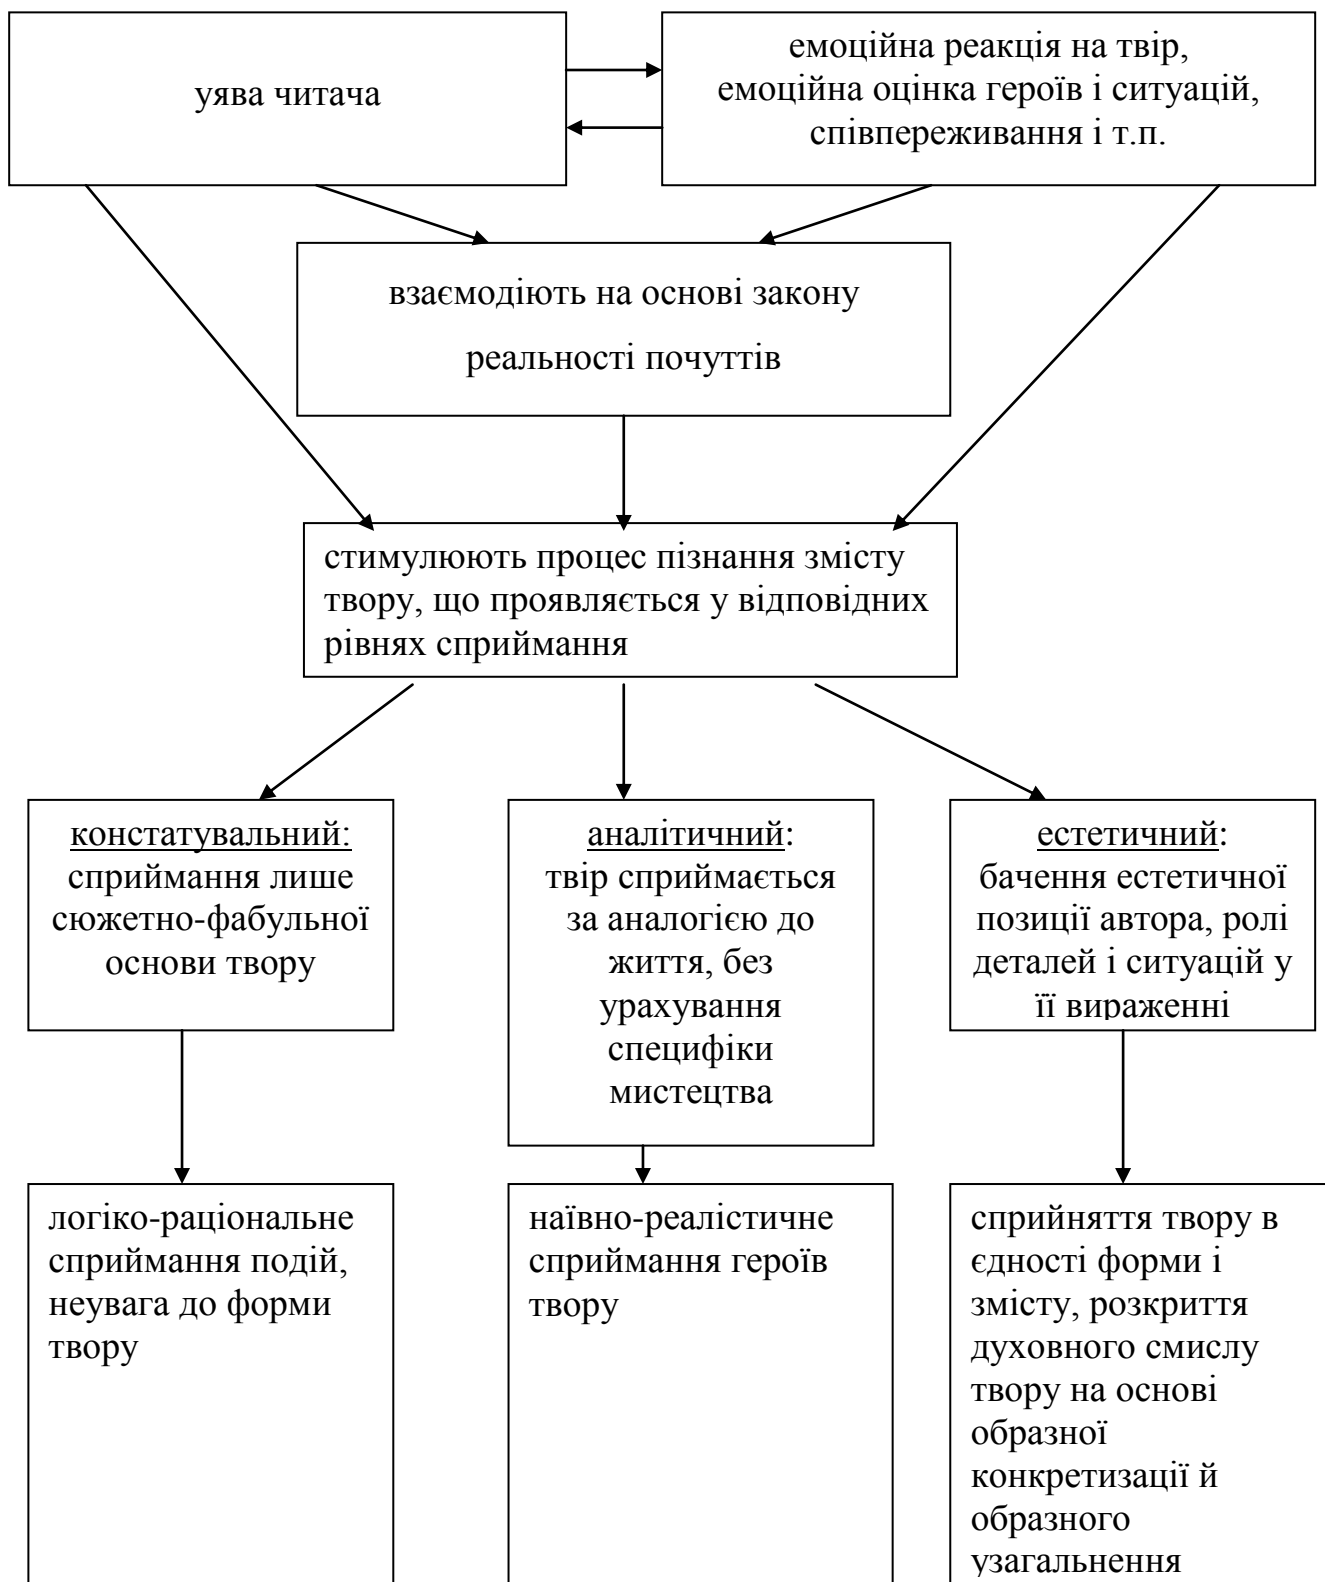 уява читача
емоційна реакція на твір,
емоційна оцінка героїв і ситуацій,
співпереживання і т.п.
взаємодіють на основі закону
реальності почуттів
стимулюють процес пізнання змісту
твору, що проявляється у відповідних
рівнях сприймання
констатувальний:
сприймання лише
сюжетно-фабульної
основи твору
аналітичний:
твір сприймається
за аналогією до
життя, без
урахування
специфіки
мистецтва
естетичний:
бачення естетичної
позиції автора, ролі
деталей і ситуацій у
її вираженні
логіко-раціональне
сприймання подій,
неувага до форми
твору
наївно-реалістичне
сприймання героїв
твору
сприйняття твору в
єдності форми і
змісту, розкриття
духовного смислу
твору на основі
образної
конкретизації й
образного
узагальнення